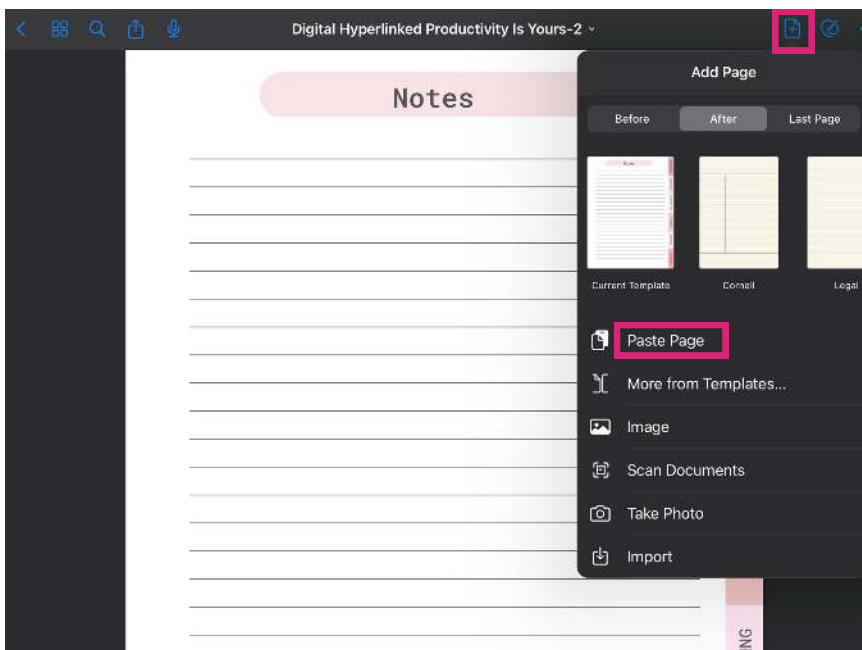 Digital Hyperlinked Productivity Is Yours-2
Notes
Add Page
Before After Last Page
Current Template Cornell Legal
Paste Page
More from Templates...
Image
Scan Documents
Take Photo
Import
NG